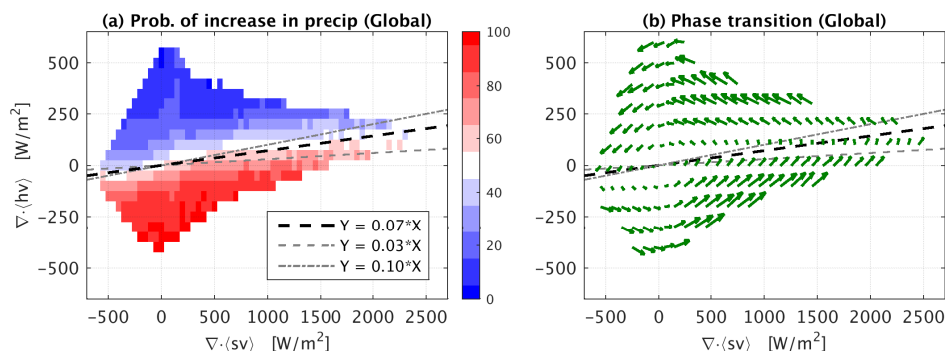 (a) Prob. of increase in precip (Global)
500
250
0
−250
−500
∇·⟨hv⟩ [W/m²]
−500 0 500 1000 1500 2000 2500
∇·⟨sv⟩ [W/m²]
Y = 0.07*X
Y = 0.03*X
Y = 0.10*X
100
80
60
40
20
0
(b) Phase transition (Global)
500
250
0
−250
−500
−500 0 500 1000 1500 2000 2500
∇·⟨sv⟩ [W/m²]